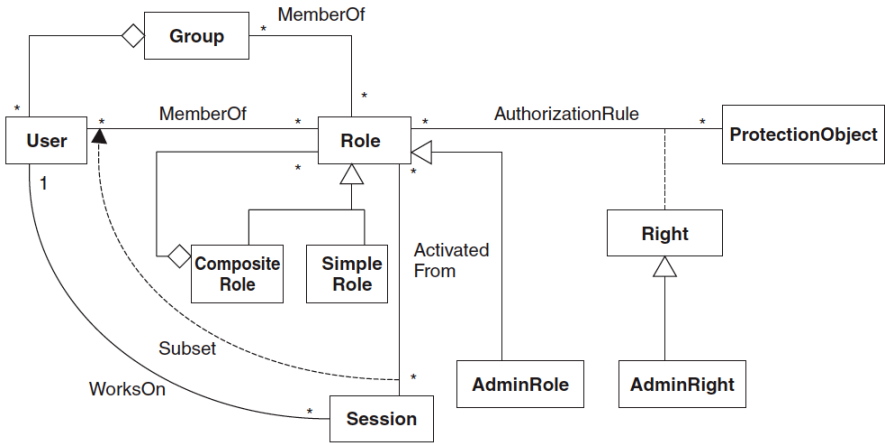 MemberOf
Group
*
*
*
MemberOf
*
*
*
AuthorizationRule
*
User
Role
ProtectionObject
1
*
*
Right
Composite
Role
Simple
Role
Activated
From
Subset
*
WorksOn
AdminRole
AdminRight
*
Session